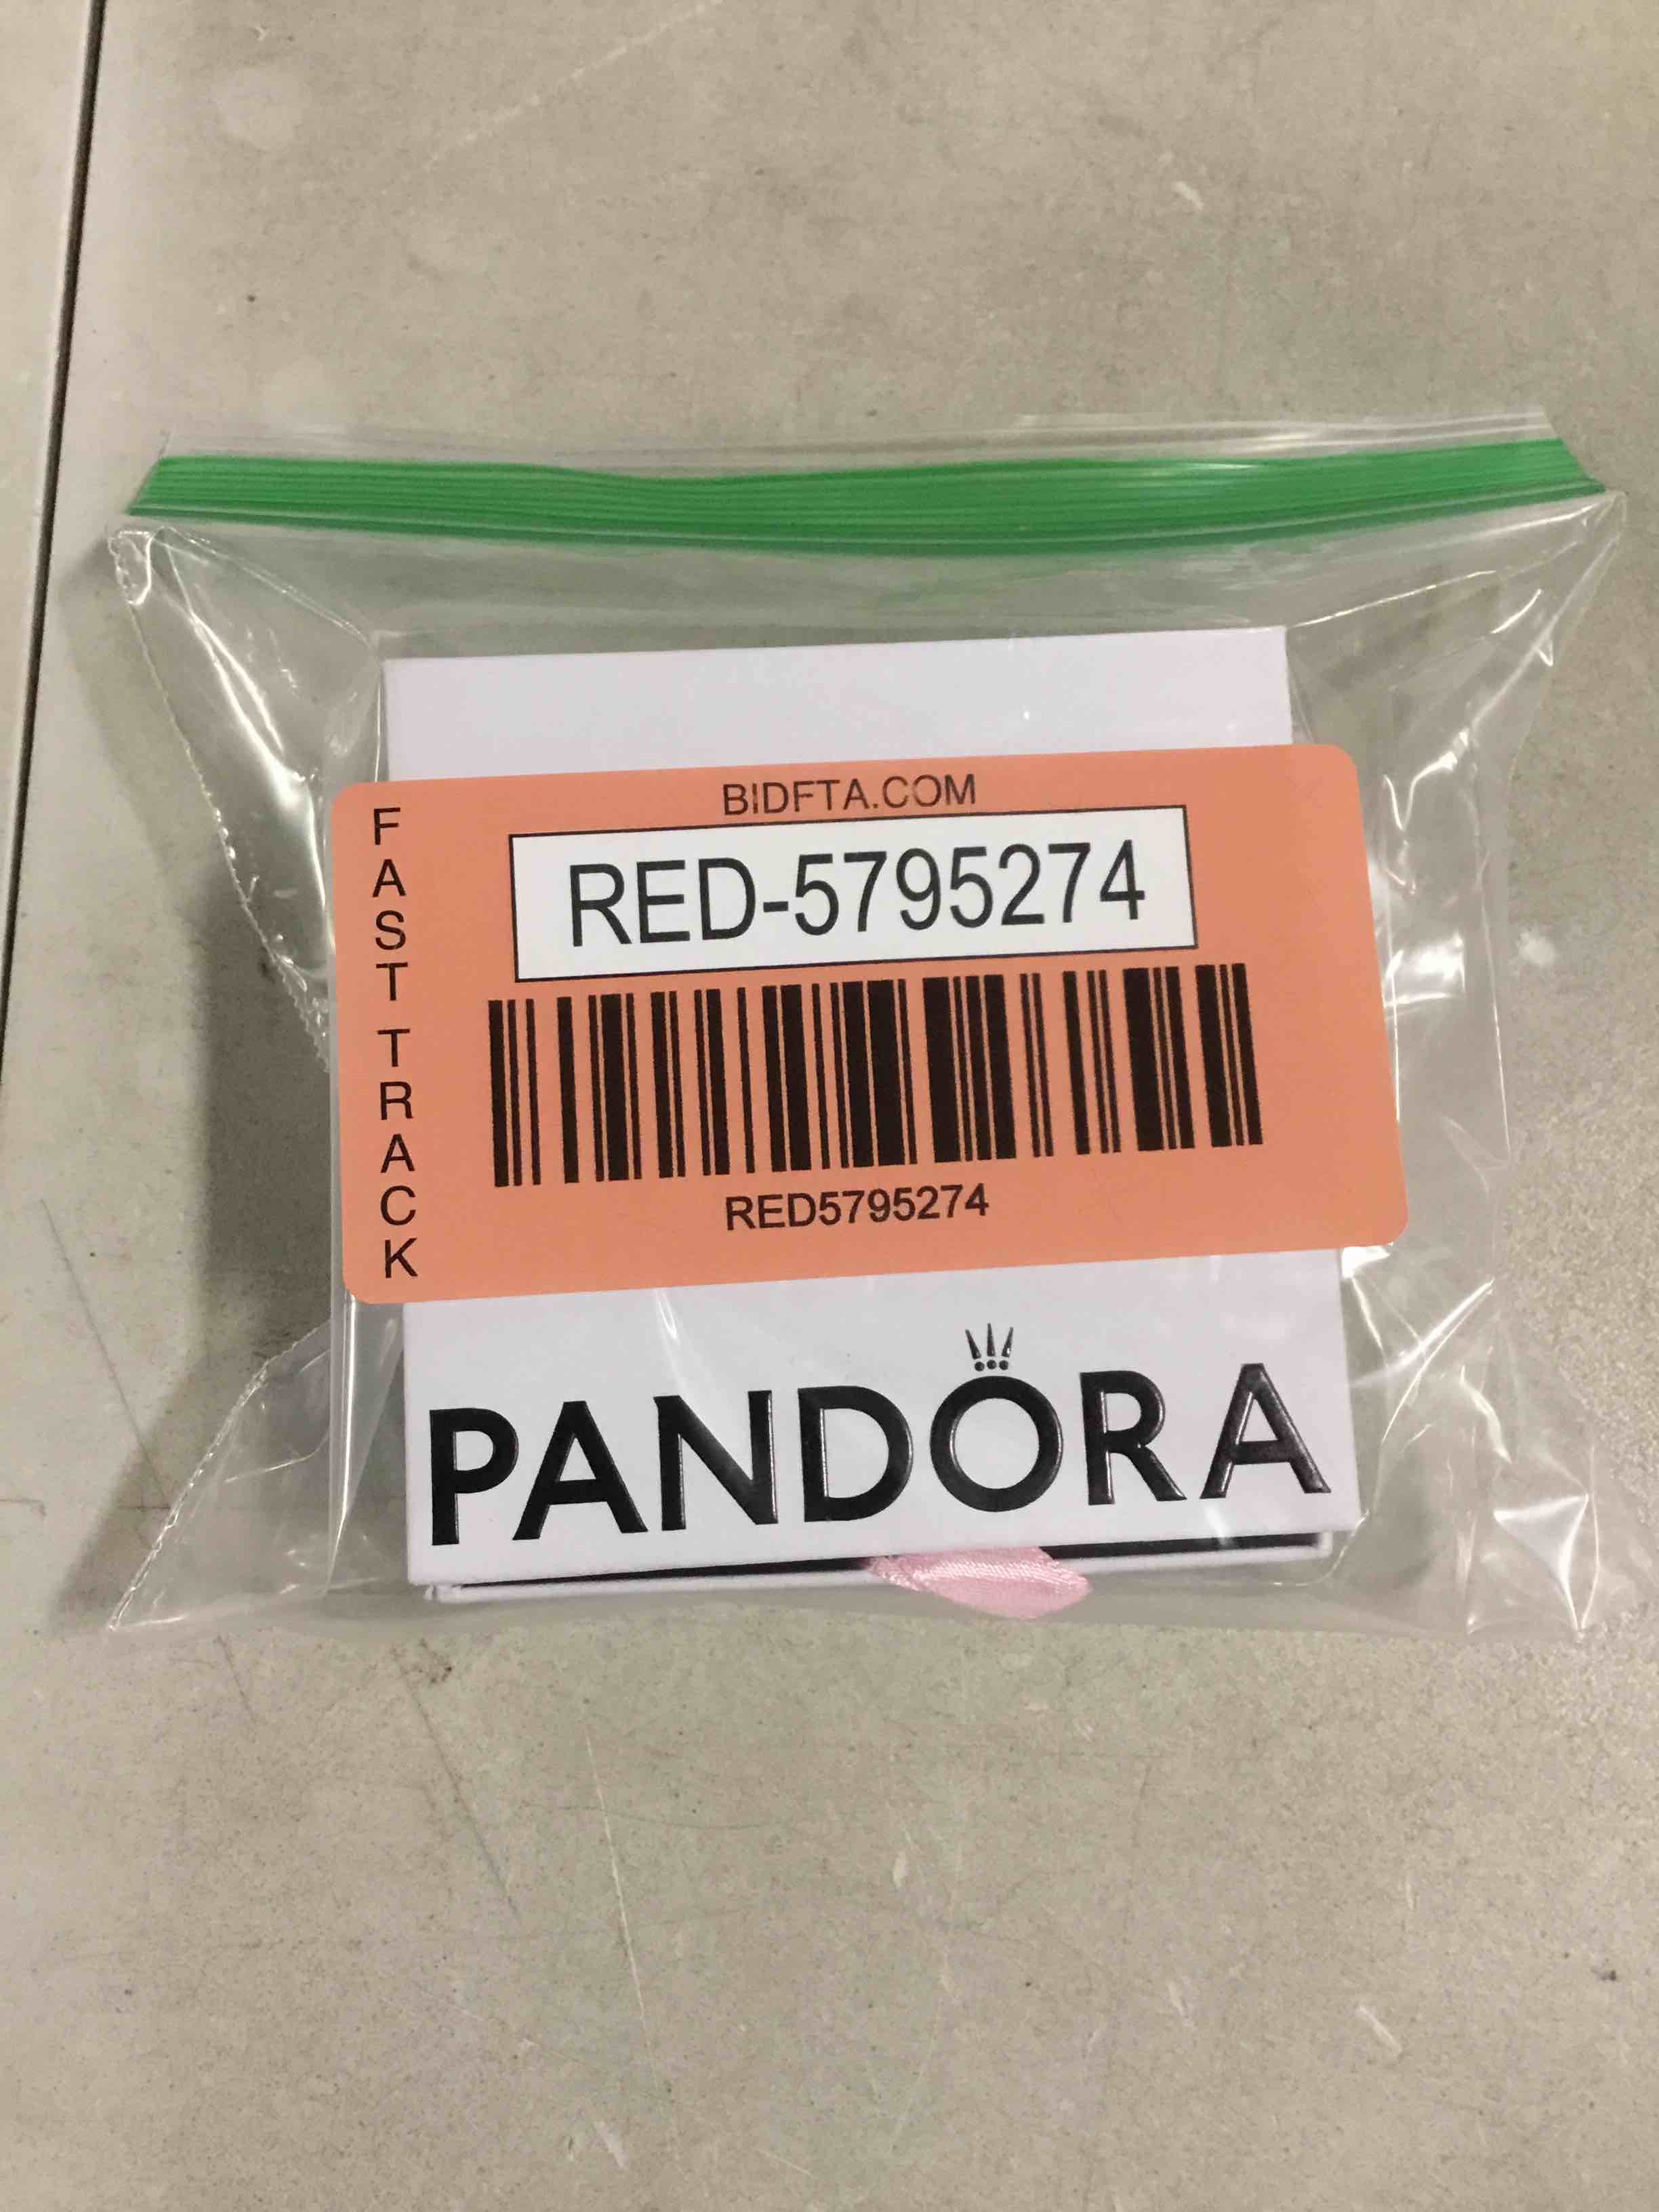 BIDFTA.COM
FAST TRACK
RED-5795274
RED5795274
PANDORA